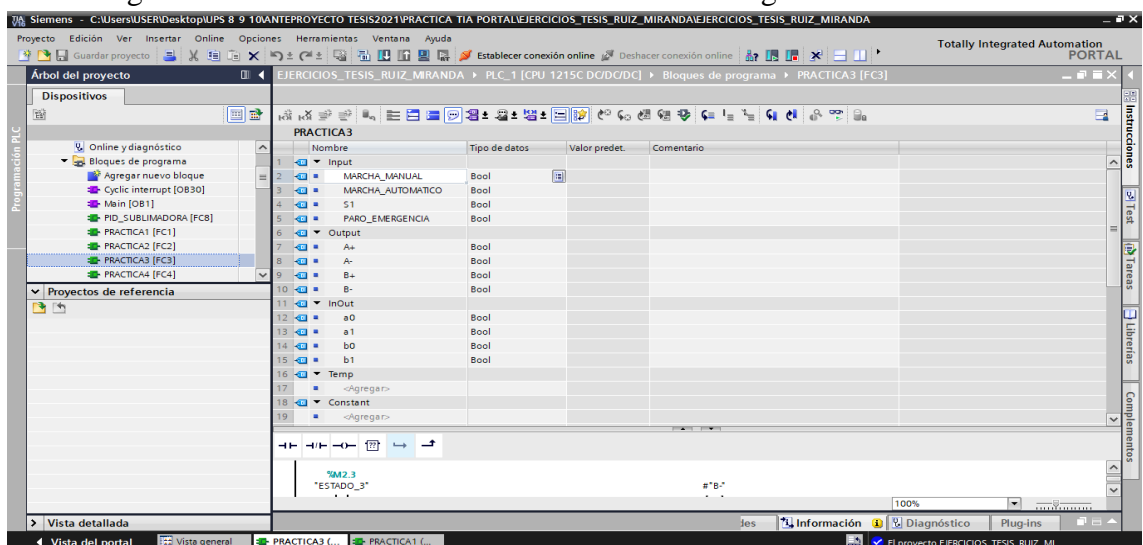 Siemens - C:\Users\USER\Desktop\UPS 8 9 10\ANTEPROYECTO TESIS2021\PRACTICA TIA PORTAL\EJERCICIOS_TESIS_RUIZ_MIRANDA\EJERCICIOS_TESIS_RUIZ_MIRANDA
Proyecto Edición Ver Insertar Online Opciones Herramientas Ventana Ayuda
Totally Integrated Automation
PORTAL
Guardar proyecto
Establecer conexión online
Deshacer conexión online
Árbol del proyecto
EJERCICIOS_TESIS_RUIZ_MIRANDA PLC_1 [CPU 1215C DC/DC/DC] Bloques de programa PRACTICA3 [FC3]
Dispositivos
Programación PLC
Online y diagnóstico
Bloques de programa
Agregar nuevo bloque
Cyclic interrupt [OB30]
Main [OB1]
PID_SUBLIMADORA [FC8]
PRACTICA1 [FC1]
PRACTICA2 [FC2]
PRACTICA3 [FC3]
PRACTICA4 [FC4]
Proyectos de referencia
Vista detallada
PRACTICA3
Nombre Tipo de datos Valor predet. Comentario
1 Input
2 MARCHA_MANUAL Bool
3 MARCHA_AUTOMATICO Bool
4 S1 Bool
5 PARO_EMERGENCIA Bool
6 Output
7 A+ Bool
8 A- Bool
9 B+ Bool
10 B- Bool
11 InOut
12 a0 Bool
13 a1 Bool
14 b0 Bool
15 b1 Bool
16 Temp
17 <Agregar>
18 Constant
19 <Agregar>
%M2.3
"ESTADO_3" #"B-"
100%
Información Diagnóstico Plug-ins
Instrucciones
Test
Tareas
Librerías
Complementos
Vista del portal Vista general PRACTICA3 (... PRACTICA1 (...
El proyecto EJERCICIOS_TESIS_RUIZ_MI...